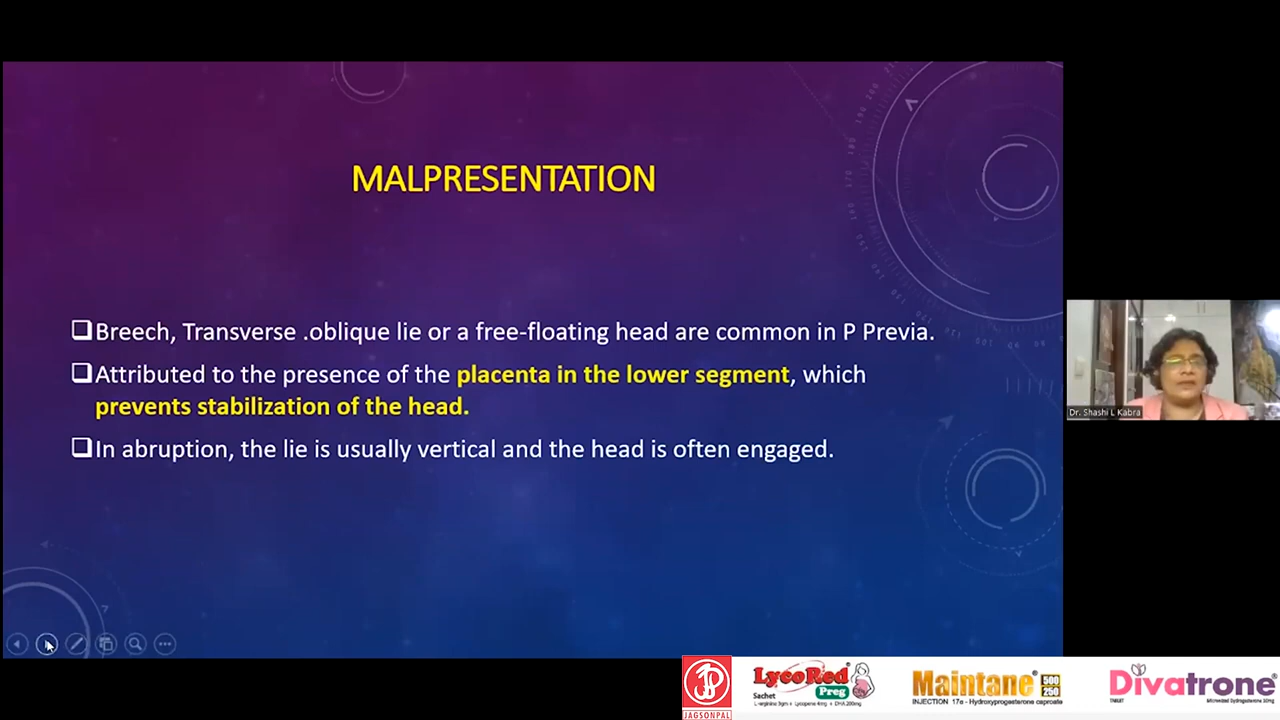 MALPRESENTATION
Breech, Transverse .oblique lie or a free-floating head are common in P Previa.
Attributed to the presence of the placenta in the lower segment, which
prevents stabilization of the head.
In abruption, the lie is usually vertical and the head is often engaged.
Dr. Shashi L Kabra
JAGSONPAL
LycoRed
Preg
Sachet
L-arginine 3gm + Lycopene 4mg + DHA 200mg
Maintane 500 250
INJECTION 17α - Hydroxyprogesterone caproate
Divatrone
TABLET